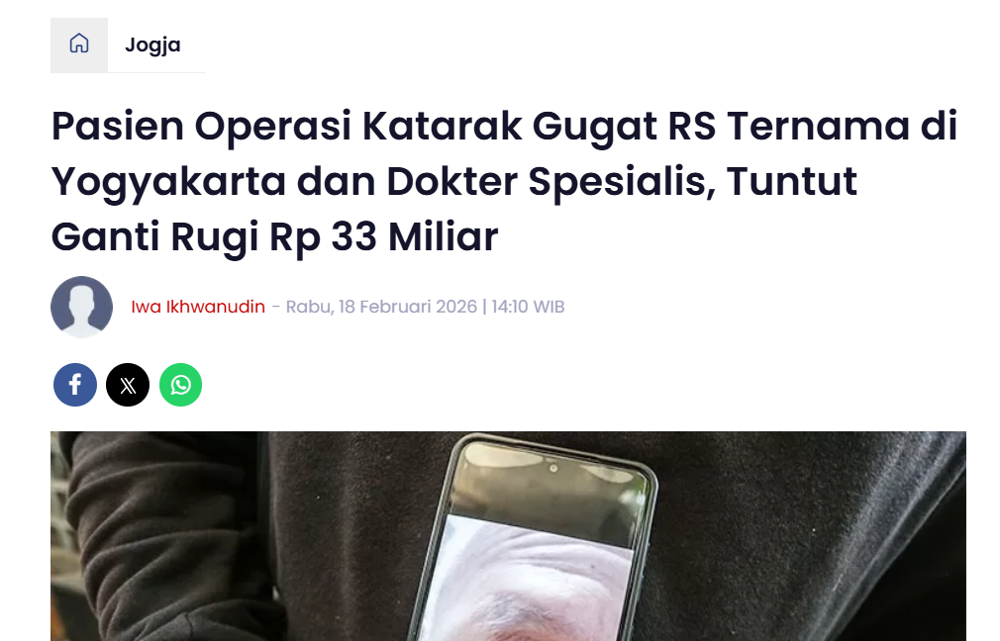 Jogja
Pasien Operasi Katarak Gugat RS Ternama di
Yogyakarta dan Dokter Spesialis, Tuntut
Ganti Rugi Rp 33 Miliar
Iwa Ikhwanudin - Rabu, 18 Februari 2026 | 14:10 WIB